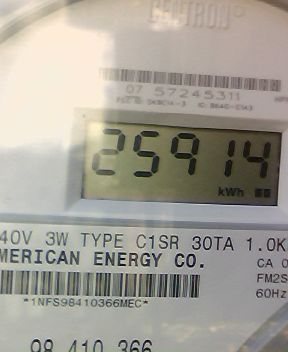 CENTRON®
07 57245311
25914
kWh
40V 3W TYPE C1SR 30TA 1.0K
MERICAN ENERGY CO.
CA 0
FM2S
*1NFS98410366MEC*
60Hz
98 410 366